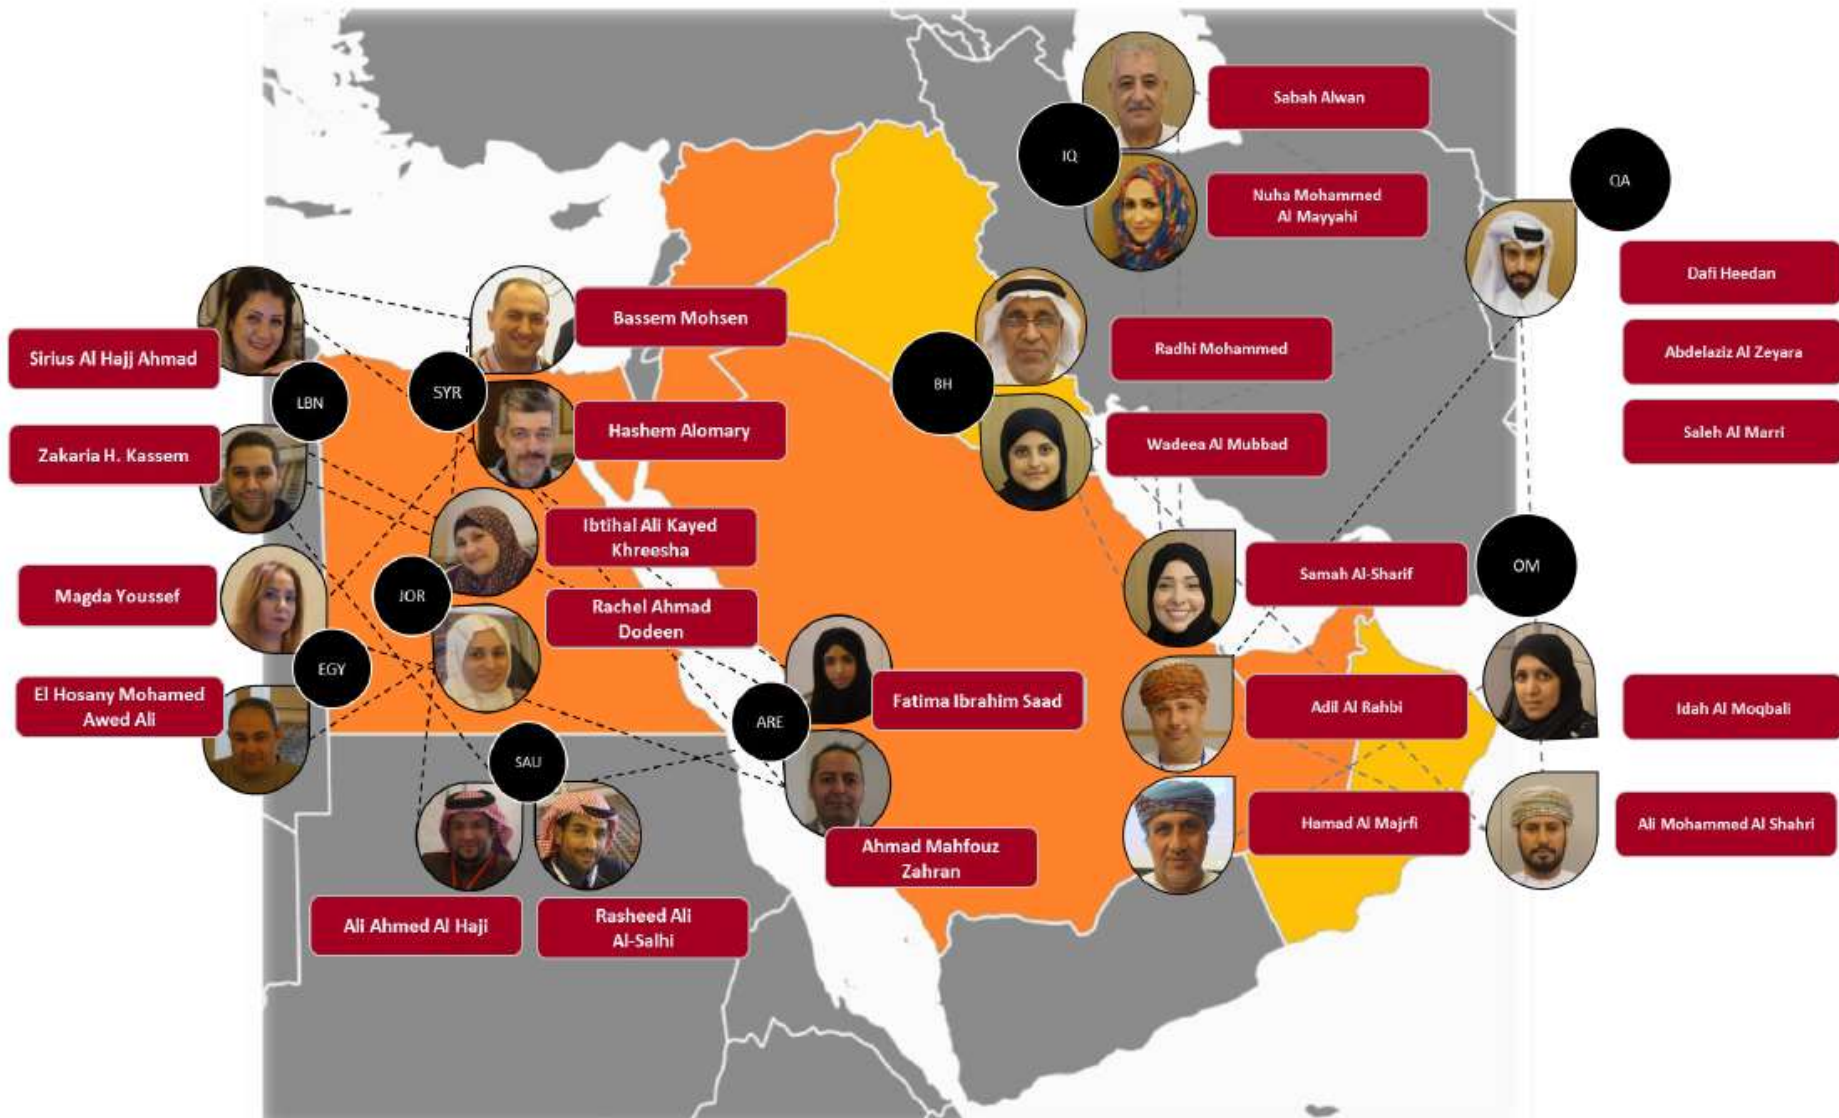 Sabah Alwan
IQ
QA
Nuha Mohammed
Al Mayyahi
Dafi Heedan
Bassem Mohsen
Sirius Al Hajj Ahmad
Radhi Mohammed
Abdelaziz Al Zeyara
LBN
SYR
BH
Hashem Alomary
Saleh Al Marri
Zakaria H. Kassem
Wadeea Al Mubbad
Ibtihal Ali Kayed
Khreesha
Samah Al-Sharif
OM
Magda Youssef
JOR
Rachel Ahmad
Dodeen
EGY
El Hosany Mohamed
Awed Ali
Fatima Ibrahim Saad
Adil Al Rahbi
Idah Al Moqbali
ARE
SAU
Hamad Al Majrfi
Ali Mohammed Al Shahri
Ahmad Mahfouz
Zahran
Ali Ahmed Al Haji
Rasheed Ali
Al-Salhi